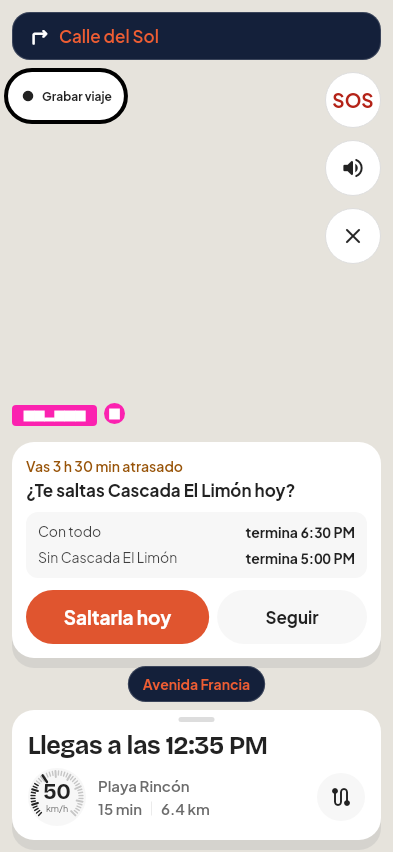 Calle del Sol
Grabar viaje
SOS
Vas 3 h 30 min atrasado
¿Te saltas Cascada El Limón hoy?
Con todo termina 6:30 PM
Sin Cascada El Limón termina 5:00 PM
Saltarla hoy
Seguir
Avenida Francia
Llegas a las 12:35 PM
50
km/h
Playa Rincón
15 min 6.4 km